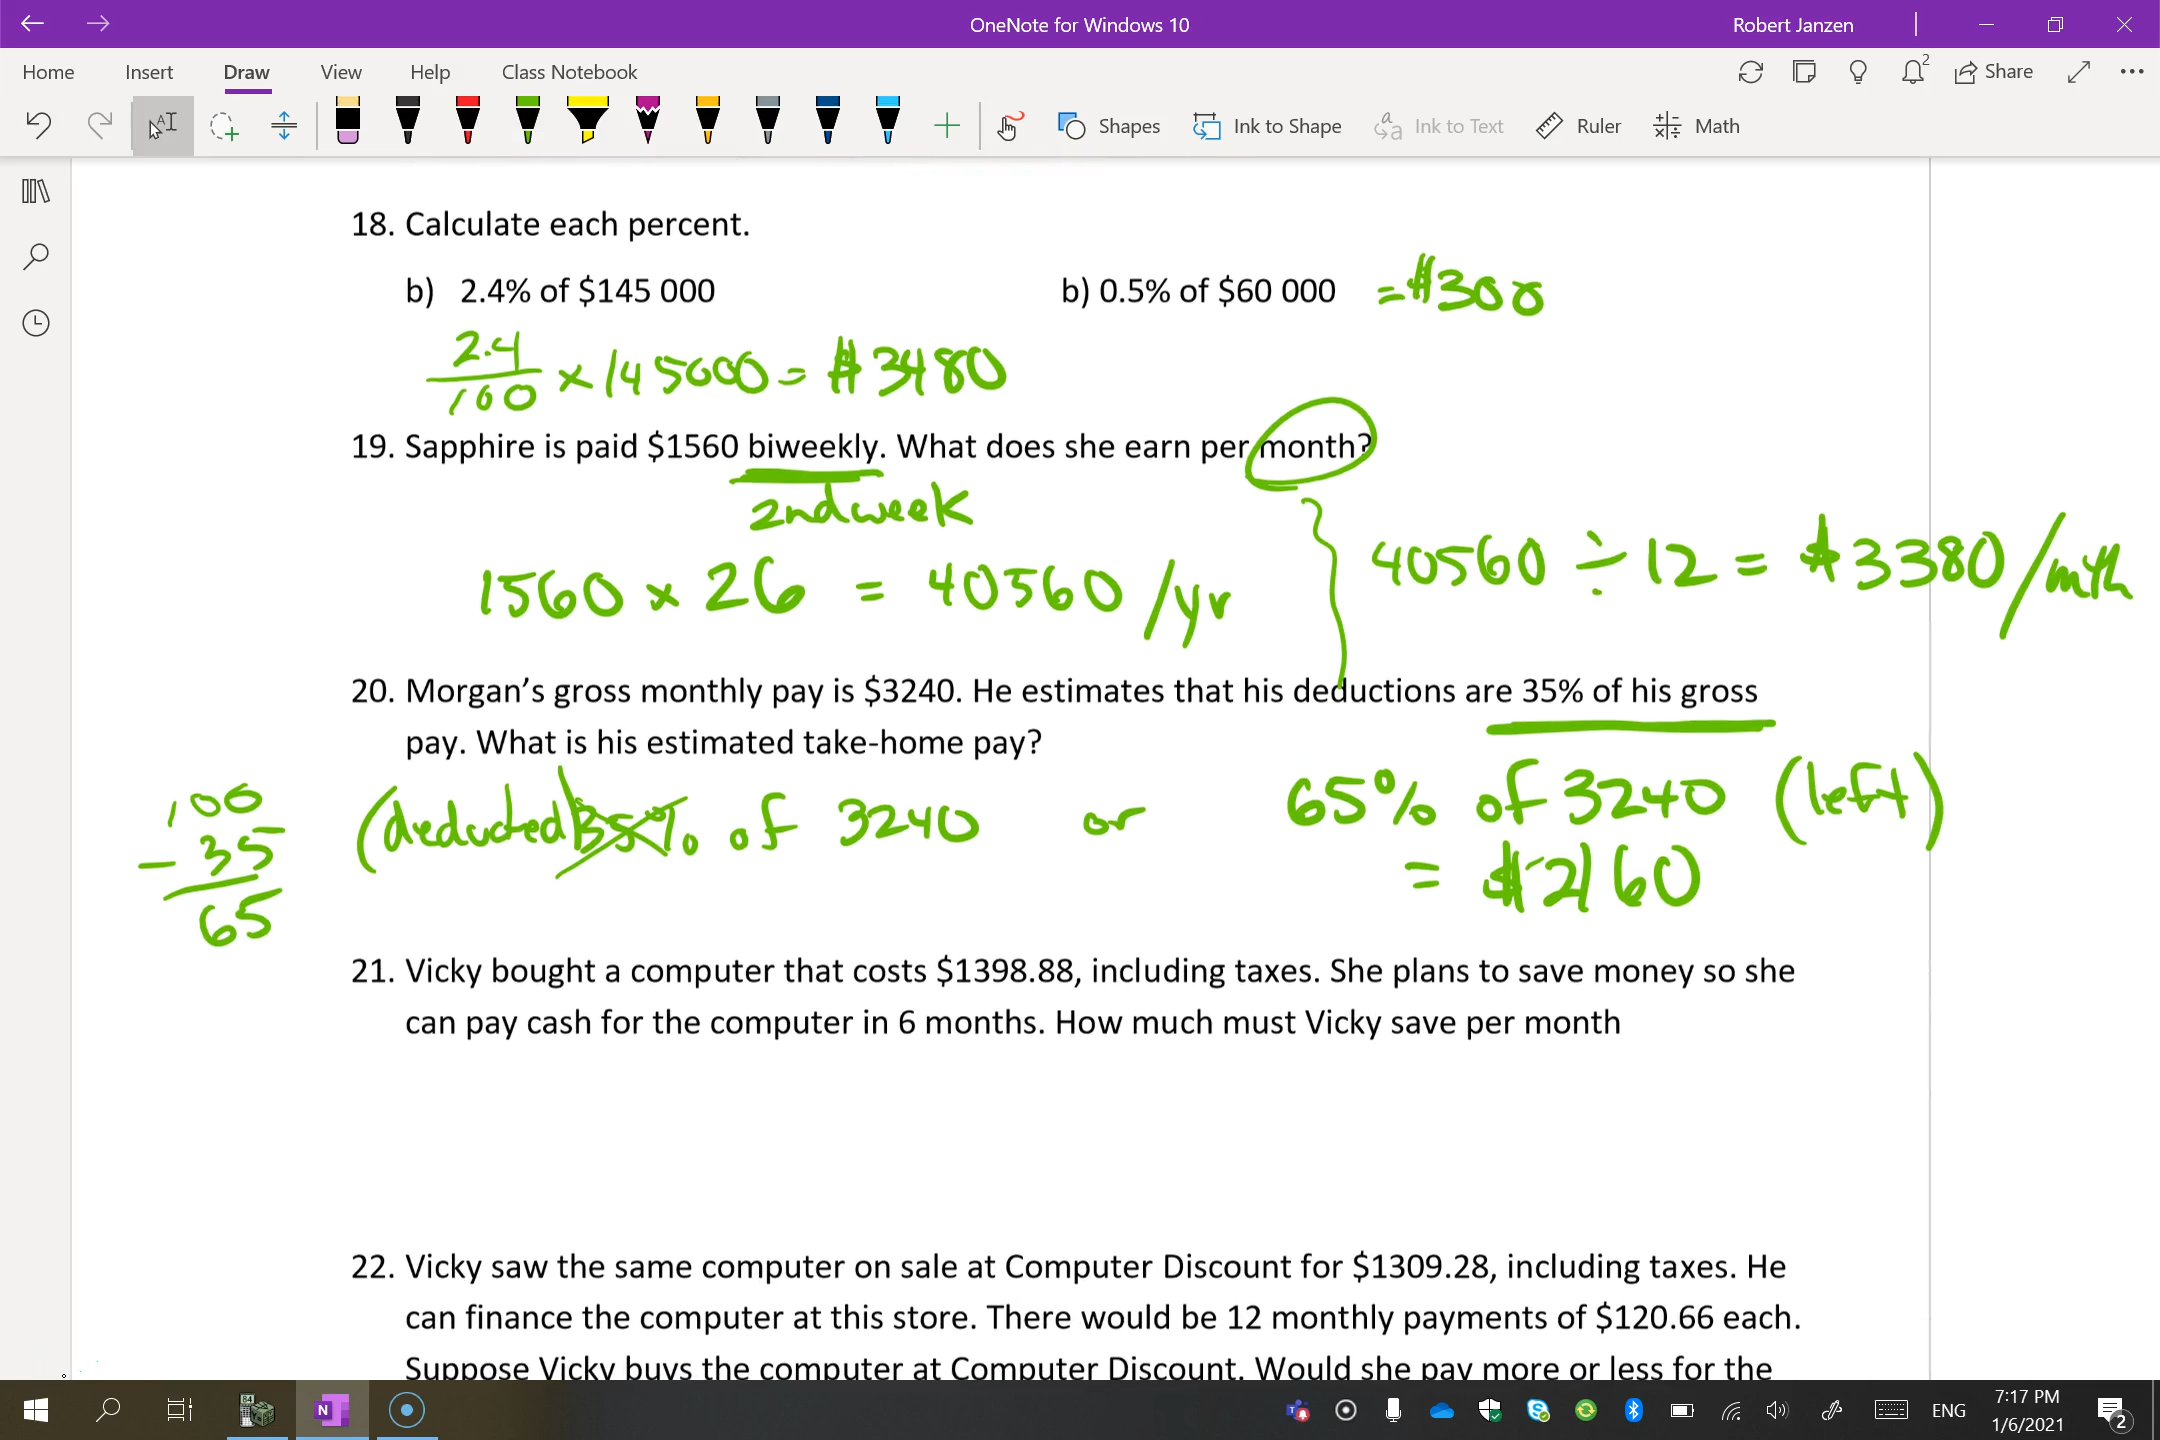 OneNote for Windows 10
Robert Janzen
Home Insert Draw View Help Class Notebook
2 Share
Shapes Ink to Shape Ink to Text Ruler Math
18. Calculate each percent.
b) 2.4% of $145 000 b) 0.5% of $60 000 = $300
2.4/100 × 145000 = $3480
19. Sapphire is paid $1560 biweekly. What does she earn per month?
2nd week
1560 × 26 = 40560 /yr 40560 ÷ 12 = $3380/mth
20. Morgan's gross monthly pay is $3240. He estimates that his deductions are 35% of his gross
pay. What is his estimated take-home pay?
100
- 35
65
(deducted) 35% of 3240 or 65% of 3240 (left)
= $2160
21. Vicky bought a computer that costs $1398.88, including taxes. She plans to save money so she
can pay cash for the computer in 6 months. How much must Vicky save per month
22. Vicky saw the same computer on sale at Computer Discount for $1309.28, including taxes. He
can finance the computer at this store. There would be 12 monthly payments of $120.66 each.
Suppose Vicky buys the computer at Computer Discount. Would she pay more or less for the
ENG
7:17 PM
1/6/2021
2